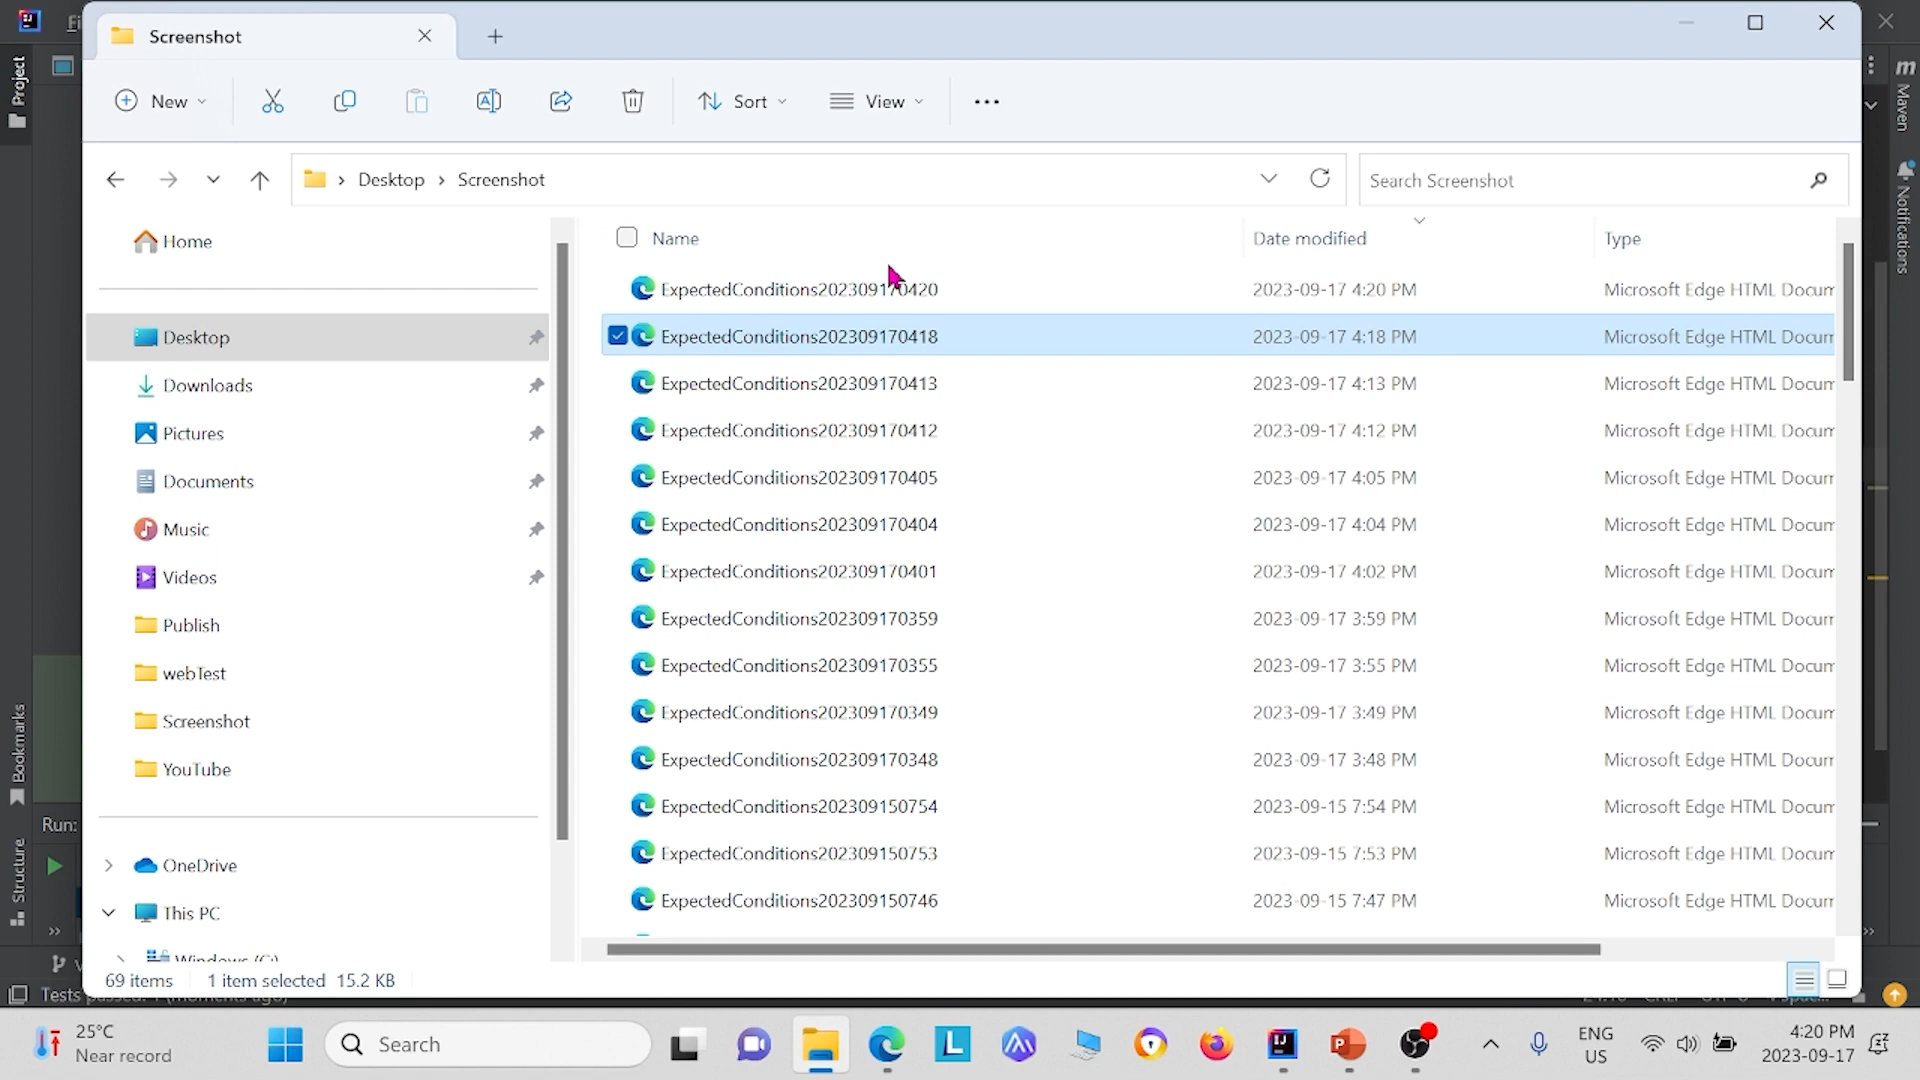 Screenshot
New
Sort
View
Desktop
Screenshot
Search Screenshot
Project
Maven
Notifications
Home
Desktop
Downloads
Pictures
Documents
Music
Videos
Publish
webTest
Screenshot
YouTube
OneDrive
This PC
Windows (C:)
Name Date modified Type
ExpectedConditions202309170420 2023-09-17 4:20 PM Microsoft Edge HTML Docum
ExpectedConditions202309170418 2023-09-17 4:18 PM Microsoft Edge HTML Docum
ExpectedConditions202309170413 2023-09-17 4:13 PM Microsoft Edge HTML Docum
ExpectedConditions202309170412 2023-09-17 4:12 PM Microsoft Edge HTML Docum
ExpectedConditions202309170405 2023-09-17 4:05 PM Microsoft Edge HTML Docum
ExpectedConditions202309170404 2023-09-17 4:04 PM Microsoft Edge HTML Docum
ExpectedConditions202309170401 2023-09-17 4:02 PM Microsoft Edge HTML Docum
ExpectedConditions202309170359 2023-09-17 3:59 PM Microsoft Edge HTML Docum
ExpectedConditions202309170355 2023-09-17 3:55 PM Microsoft Edge HTML Docum
ExpectedConditions202309170349 2023-09-17 3:49 PM Microsoft Edge HTML Docum
ExpectedConditions202309170348 2023-09-17 3:48 PM Microsoft Edge HTML Docum
ExpectedConditions202309150754 2023-09-15 7:54 PM Microsoft Edge HTML Docum
ExpectedConditions202309150753 2023-09-15 7:53 PM Microsoft Edge HTML Docum
ExpectedConditions202309150746 2023-09-15 7:47 PM Microsoft Edge HTML Docum
Bookmarks
Structure
Run:
69 items 1 item selected 15.2 KB
25°C
Near record
Search
ENG
US
4:20 PM
2023-09-17